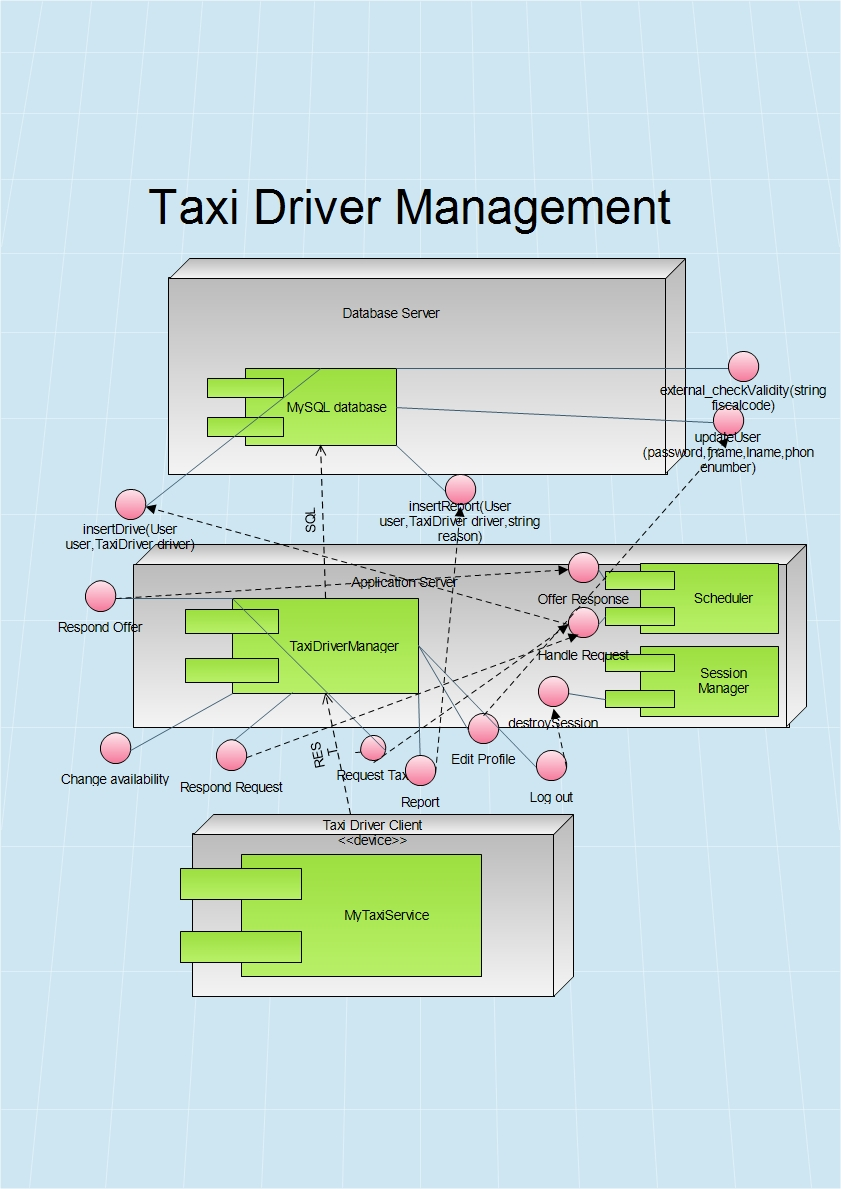 Taxi Driver Management
Database Server
MySQL database
external_checkValidity(string
fiscalcode)
updateUser
(password,fname,lname,phon
enumber)
insertDrive(User
user,TaxiDriver driver)
insertReport(User
user,TaxiDriver driver,string
reason)
SQL
Application Server
Respond Offer
Offer Response
Scheduler
TaxiDriverManager
Handle Request
Session
Manager
destroySession
RES
T
Change availability
Respond Request
Request Tax
Report
Edit Profile
Log out
Taxi Driver Client
<<device>>
MyTaxiService